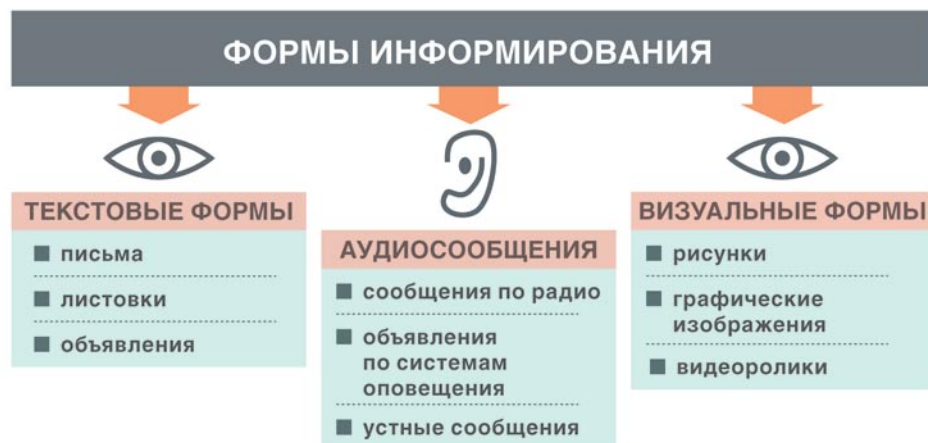 ФОРМЫ ИНФОРМИРОВАНИЯ
ТЕКСТОВЫЕ ФОРМЫ
письма
листовки
объявления
АУДИОСООБЩЕНИЯ
сообщения по радио
объявления
по системам
оповещения
устные сообщения
ВИЗУАЛЬНЫЕ ФОРМЫ
рисунки
графические
изображения
видеоролики